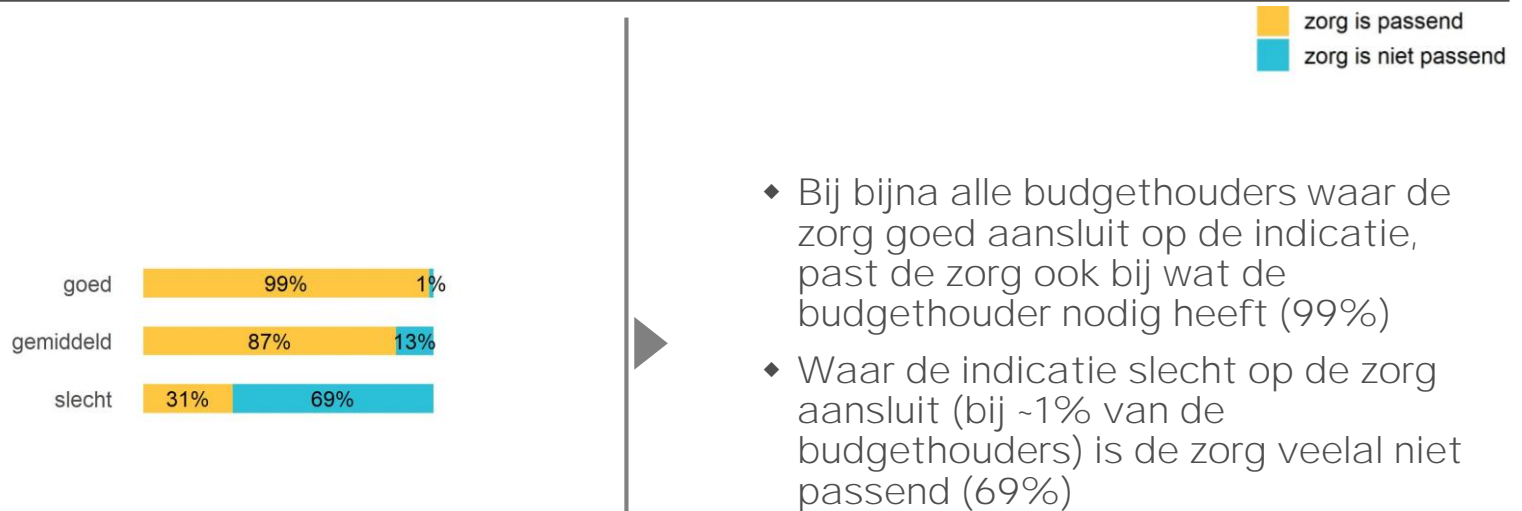 zorg is passend
zorg is niet passend
goed 99% 1%
gemiddeld 87% 13%
slecht 31% 69%
◆ Bij bijna alle budgethouders waar de
zorg goed aansluit op de indicatie,
past de zorg ook bij wat de
budgethouder nodig heeft (99%)
◆ Waar de indicatie slecht op de zorg
aansluit (bij ~1% van de
budgethouders) is de zorg veelal niet
passend (69%)